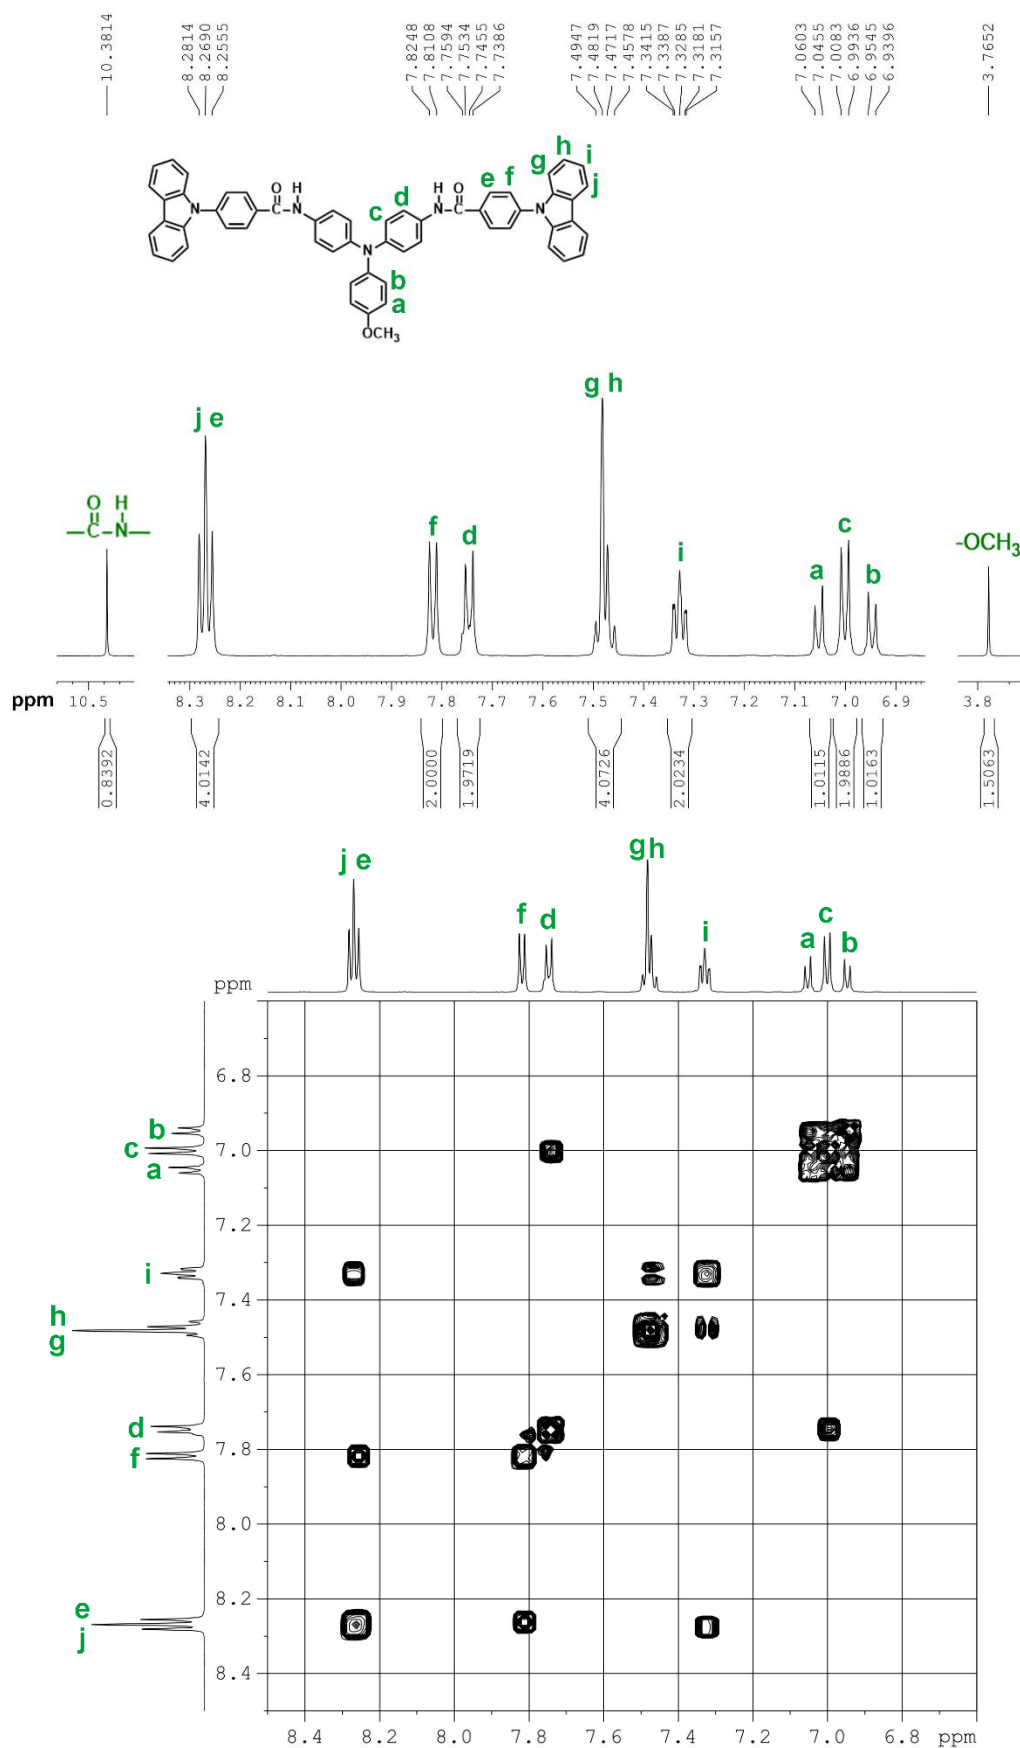 10.3814
8.2814
8.2690
8.2555
7.8248
7.8108
7.7594
7.7534
7.7455
7.7386
7.4947
7.4819
7.4717
7.4578
7.3415
7.3387
7.3285
7.3181
7.3157
7.0603
7.0455
7.0083
6.9936
6.9545
6.9396
3.7652
h
g i
e f j
d
H O
O H
N N C N
C N
c
N
b
a
OCH3
g h
j e
O H
-C-N-
f d i a c b
-OCH3
ppm 10.5 8.3 8.2 8.1 8.0 7.9 7.8 7.7 7.6 7.5 7.4 7.3 7.2 7.1 7.0 6.9 3.8
0.8392 4.0142 2.0000 1.9719 4.0726 2.0234 1.0115 1.9886 1.0163 1.5063
g h
j e
f d i a c b
ppm
6.8
b
c 7.0
a
7.2
i
h 7.4
g
7.6
d
f 7.8
8.0
e 8.2
j
8.4
8.4 8.2 8.0 7.8 7.6 7.4 7.2 7.0 6.8 ppm